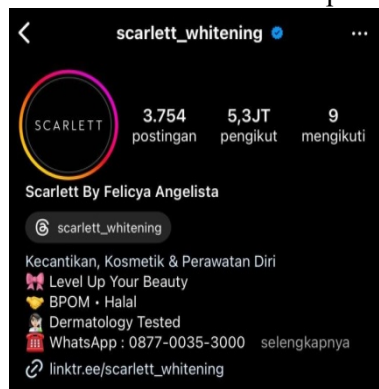 scarlett_whitening
SCARLETT
3.754 5,3JT 9
postingan pengikut mengikuti
Scarlett By Felicya Angelista
scarlett_whitening
Kecantikan, Kosmetik & Perawatan Diri
🎀 Level Up Your Beauty
🤝 BPOM • Halal
👩🏻‍⚕️ Dermatology Tested
☎️ WhatsApp : 0877-0035-3000 selengkapnya
linktr.ee/scarlett_whitening